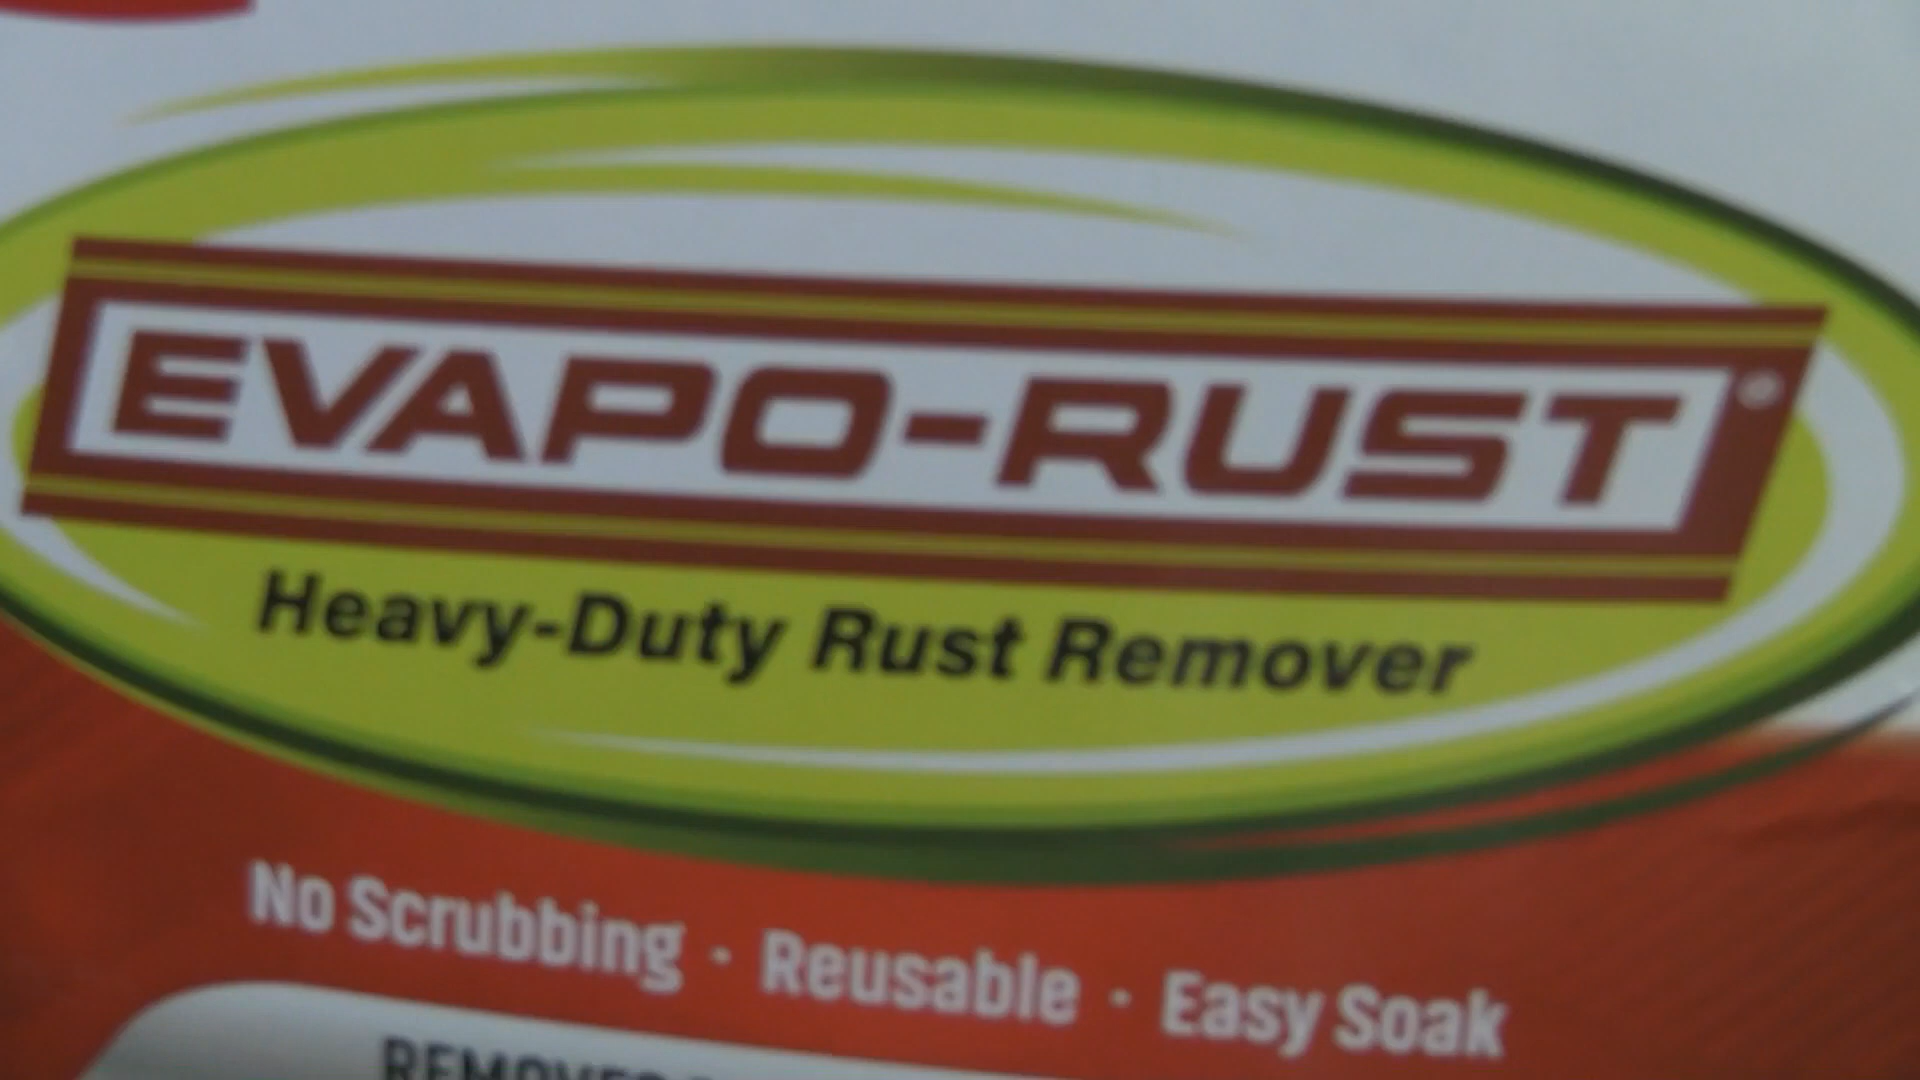 EVAPO-RUST®
Heavy-Duty Rust Remover
No Scrubbing · Reusable · Easy Soak